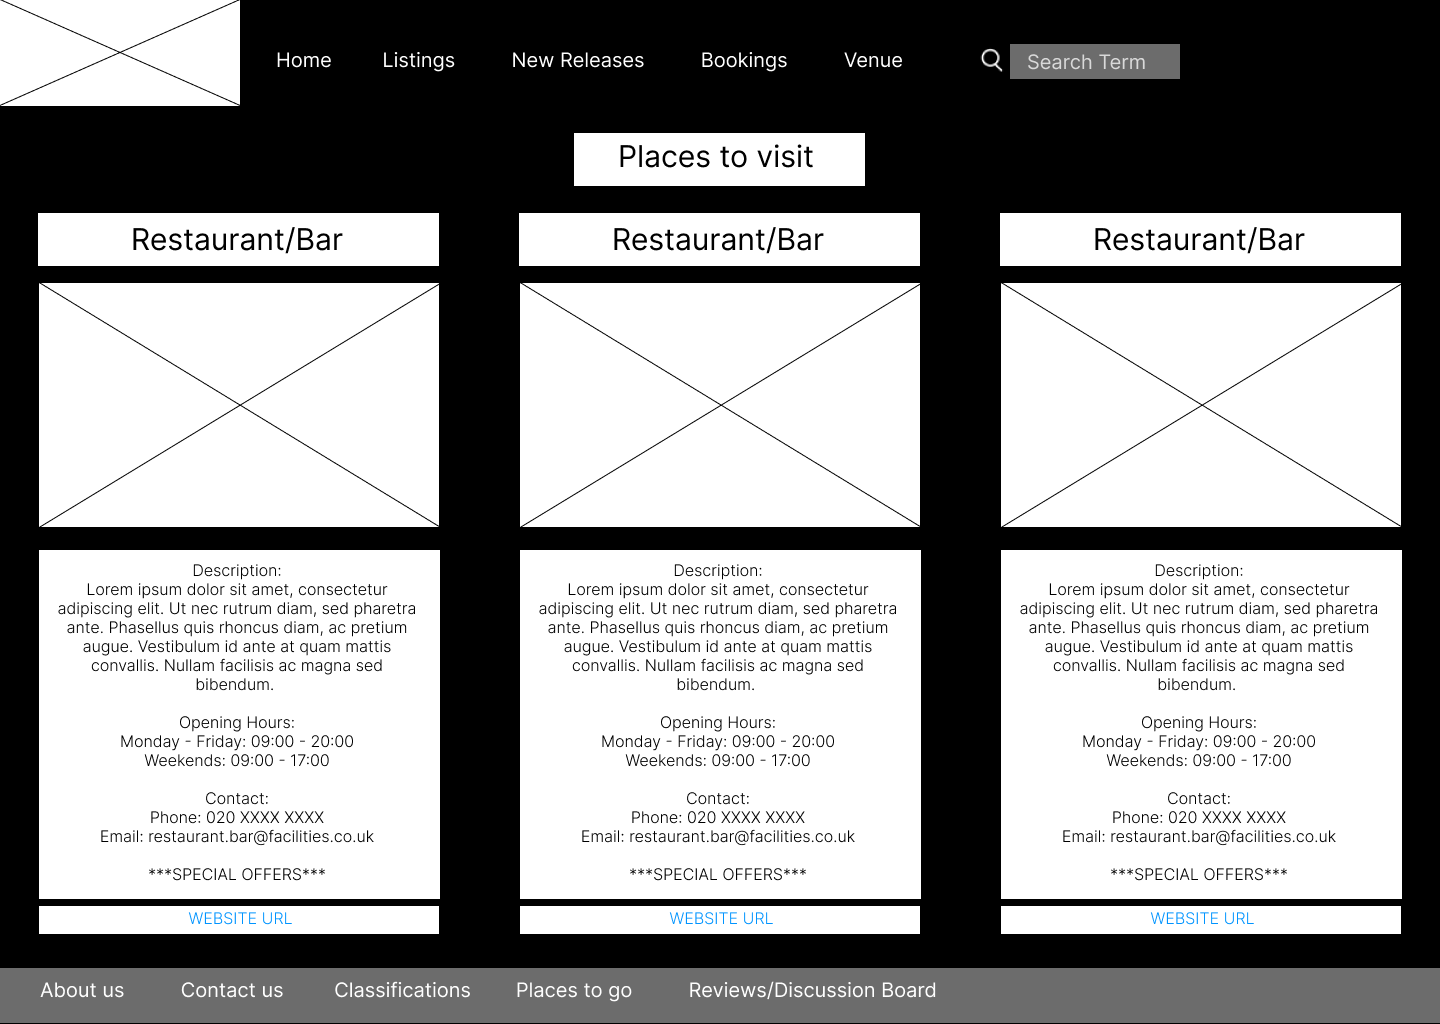 Home Listings New Releases Bookings Venue Search Term
Places to visit
Restaurant/Bar
Description:
Lorem ipsum dolor sit amet, consectetur
adipiscing elit. Ut nec rutrum diam, sed pharetra
ante. Phasellus quis rhoncus diam, ac pretium
augue. Vestibulum id ante at quam mattis
convallis. Nullam facilisis ac magna sed
bibendum.
Opening Hours:
Monday - Friday: 09:00 - 20:00
Weekends: 09:00 - 17:00
Contact:
Phone: 020 XXXX XXXX
Email: restaurant.bar@facilities.co.uk
***SPECIAL OFFERS***
WEBSITE URL
Restaurant/Bar
Description:
Lorem ipsum dolor sit amet, consectetur
adipiscing elit. Ut nec rutrum diam, sed pharetra
ante. Phasellus quis rhoncus diam, ac pretium
augue. Vestibulum id ante at quam mattis
convallis. Nullam facilisis ac magna sed
bibendum.
Opening Hours:
Monday - Friday: 09:00 - 20:00
Weekends: 09:00 - 17:00
Contact:
Phone: 020 XXXX XXXX
Email: restaurant.bar@facilities.co.uk
***SPECIAL OFFERS***
WEBSITE URL
Restaurant/Bar
Description:
Lorem ipsum dolor sit amet, consectetur
adipiscing elit. Ut nec rutrum diam, sed pharetra
ante. Phasellus quis rhoncus diam, ac pretium
augue. Vestibulum id ante at quam mattis
convallis. Nullam facilisis ac magna sed
bibendum.
Opening Hours:
Monday - Friday: 09:00 - 20:00
Weekends: 09:00 - 17:00
Contact:
Phone: 020 XXXX XXXX
Email: restaurant.bar@facilities.co.uk
***SPECIAL OFFERS***
WEBSITE URL
About us Contact us Classifications Places to go Reviews/Discussion Board